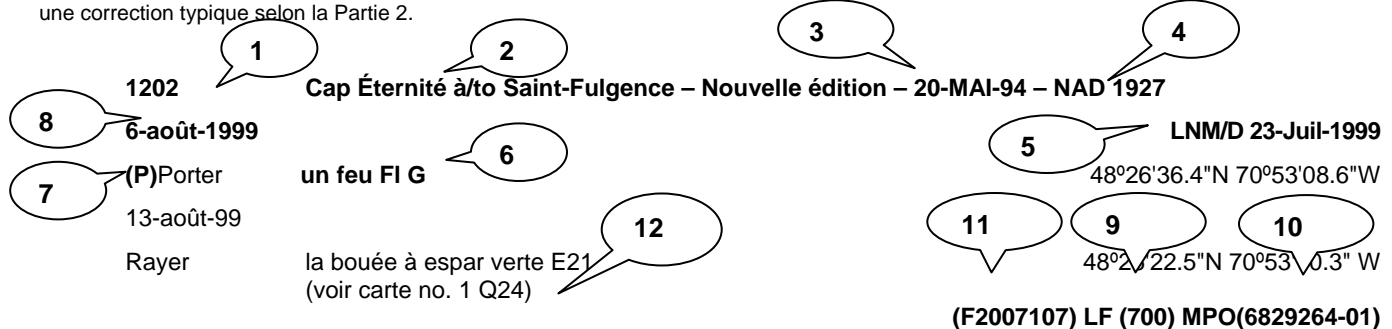 une correction typique selon la Partie 2.
1 2 3 4
1202 Cap Éternité à/to Saint-Fulgence – Nouvelle édition – 20-MAI-94 – NAD 1927
8 6-août-1999 5 LNM/D 23-Juil-1999
7 (P)Porter un feu Fl G 6 48º26'36.4"N 70º53'08.6"W
13-août-99 12 11 9 10
Rayer la bouée à espar verte E21 22.5"N 70º53 W
(voir carte no. 1 Q24)
(F2007107) LF (700) MPO(6829264-01)